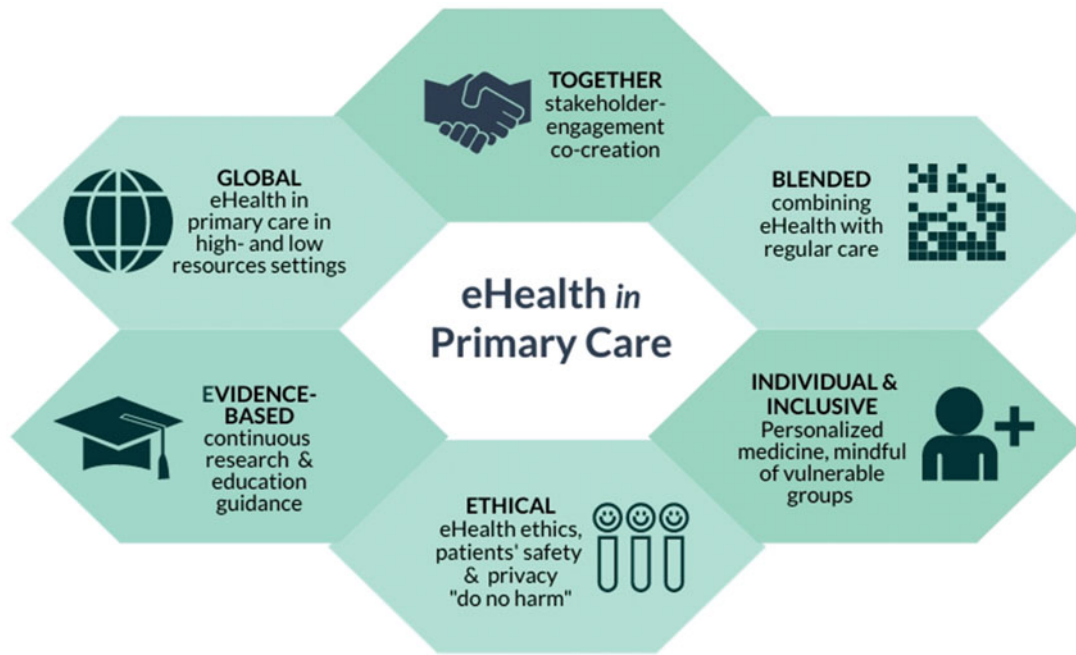 TOGETHER
stakeholder-
engagement
co-creation
GLOBAL
eHealth in
primary care in
high- and low
resources settings
BLENDED
combining
eHealth with
regular care
eHealth in
Primary Care
EVIDENCE-
BASED
continuous
research &
education
guidance
INDIVIDUAL &
INCLUSIVE
Personalized
medicine, mindful
of vulnerable
groups
ETHICAL
eHealth ethics,
patients' safety
& privacy
"do no harm"